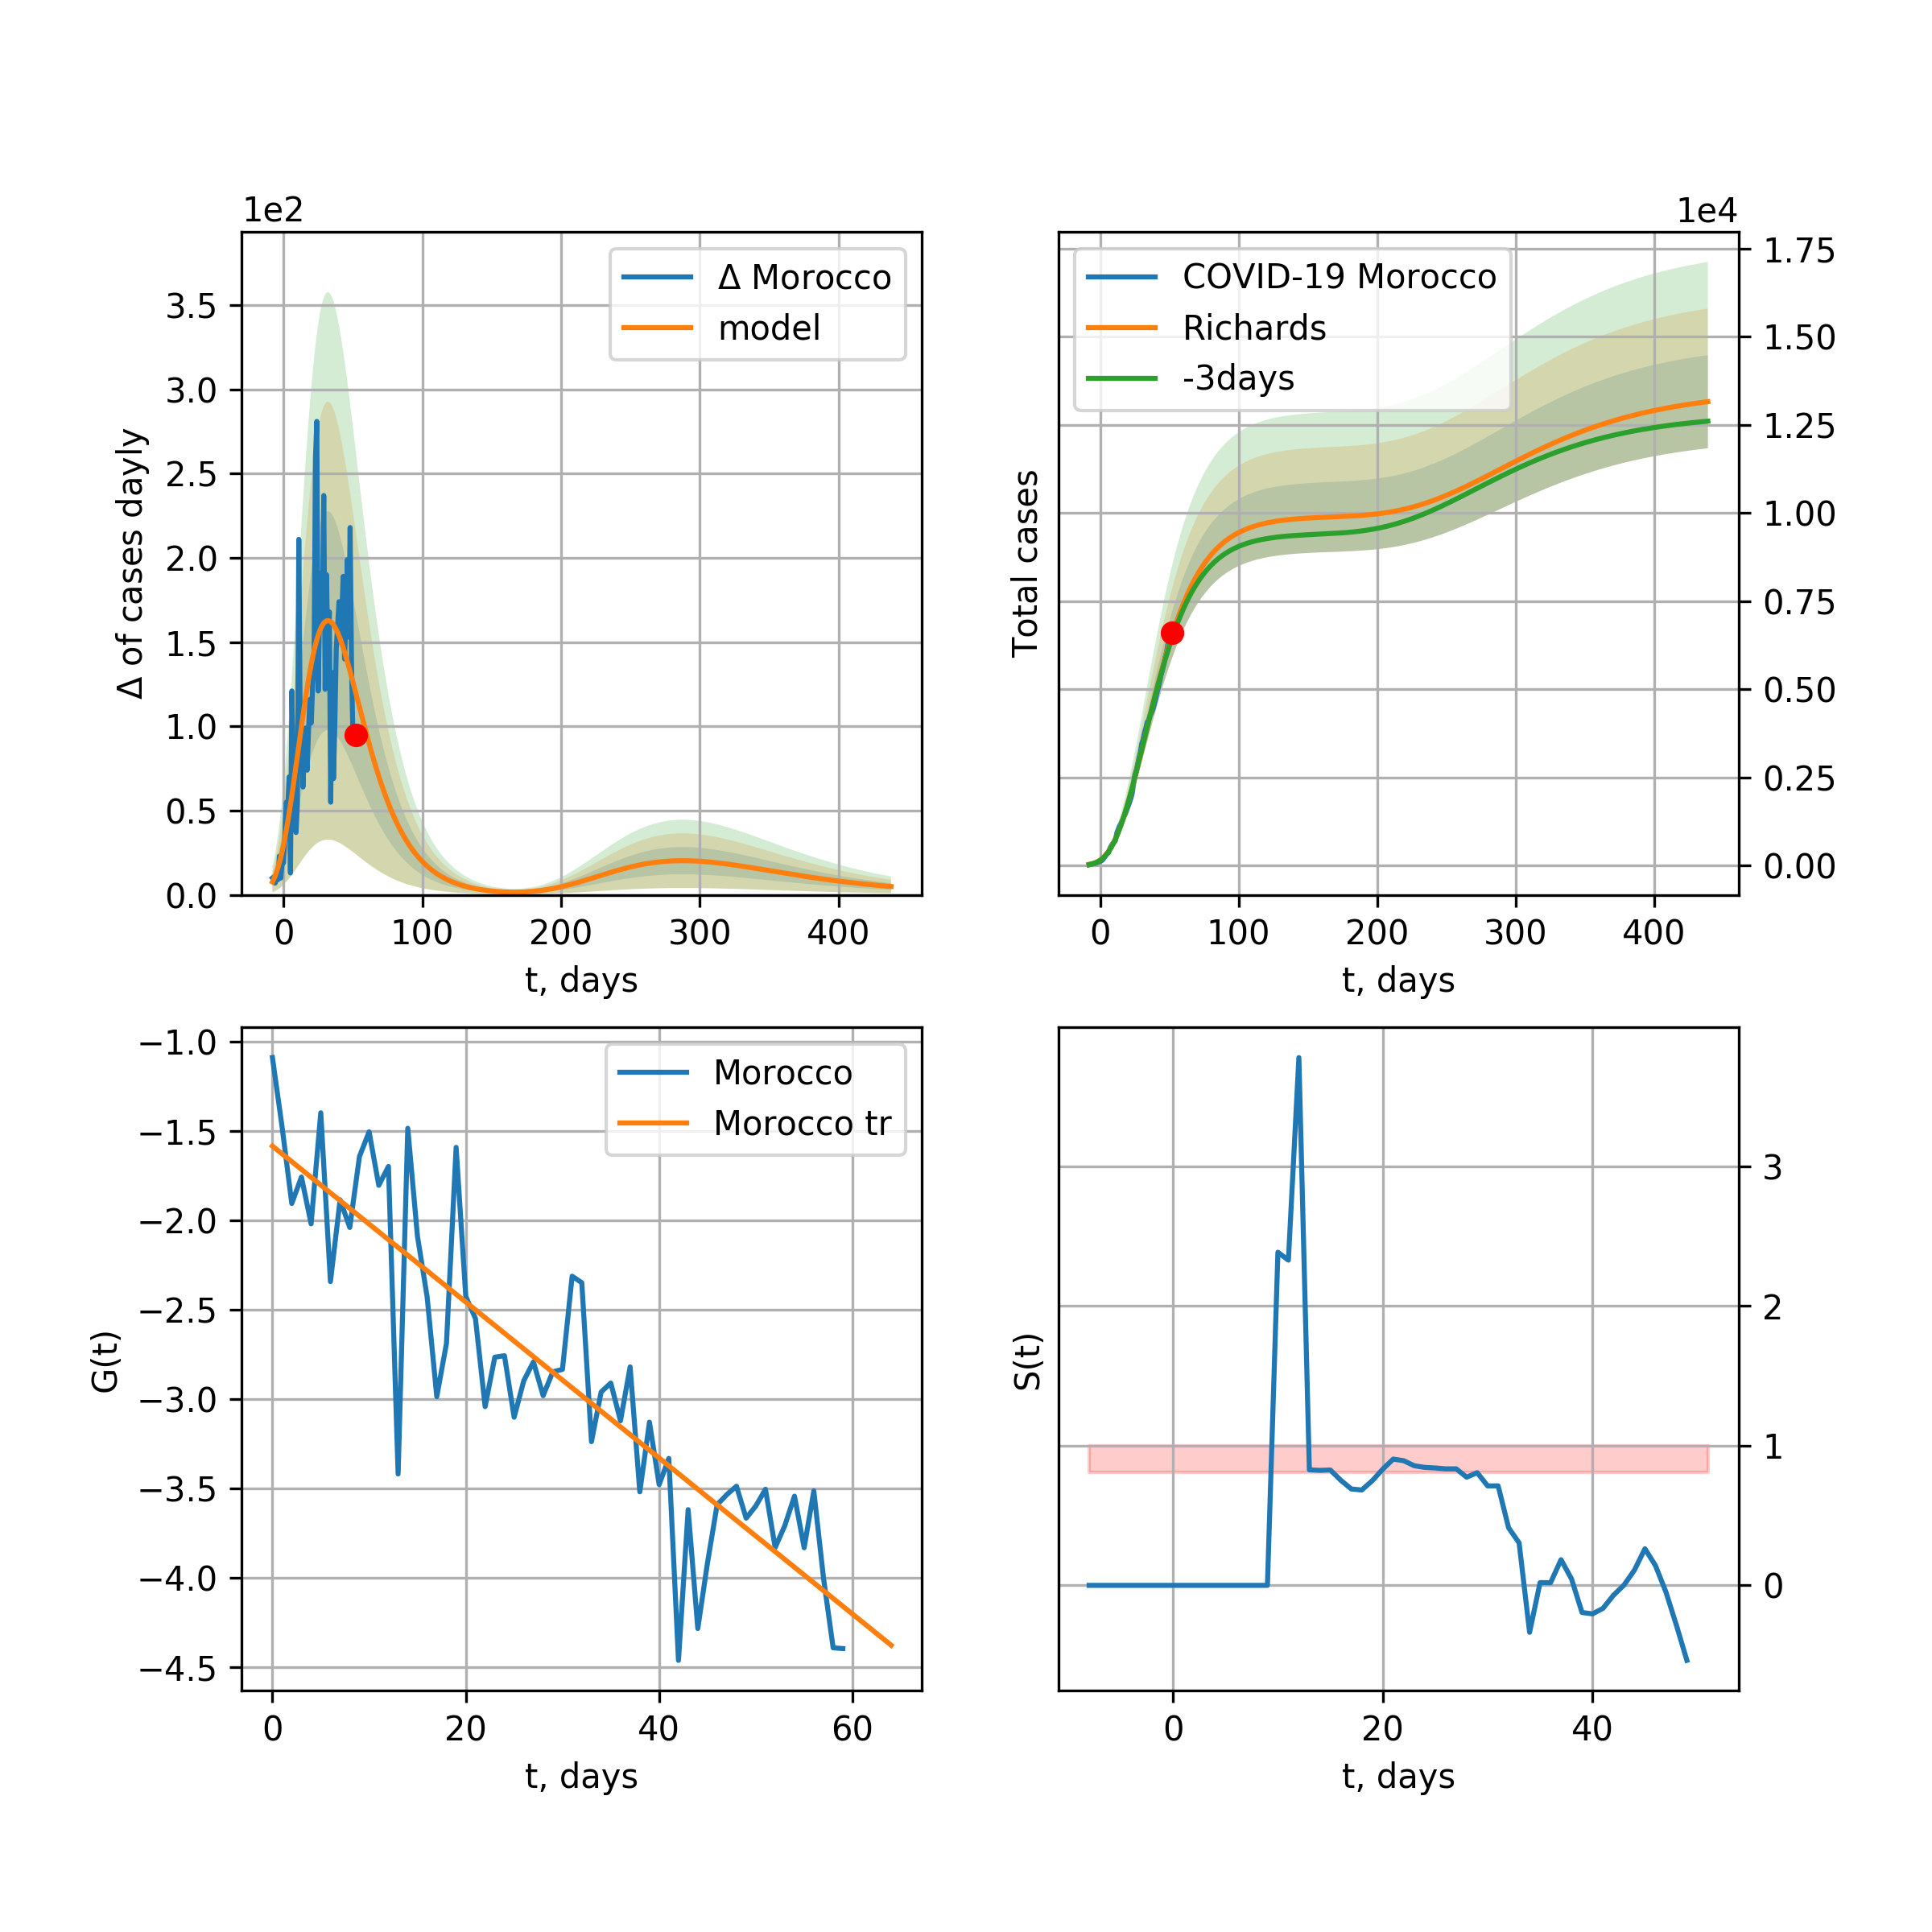 1e2
Δ of cases dayly
3.5
3.0
2.5
2.0
1.5
1.0
0.5
0.0
0 100 200 300 400
t, days
Δ Morocco
model
1e4
Total cases
1.75
1.50
1.25
1.00
0.75
0.50
0.25
0.00
0 100 200 300 400
t, days
COVID-19 Morocco
Richards
-3days
G(t)
−1.0
−1.5
−2.0
−2.5
−3.0
−3.5
−4.0
−4.5
0 20 40 60
t, days
Morocco
Morocco tr
S(t)
3
2
1
0
0 20 40
t, days